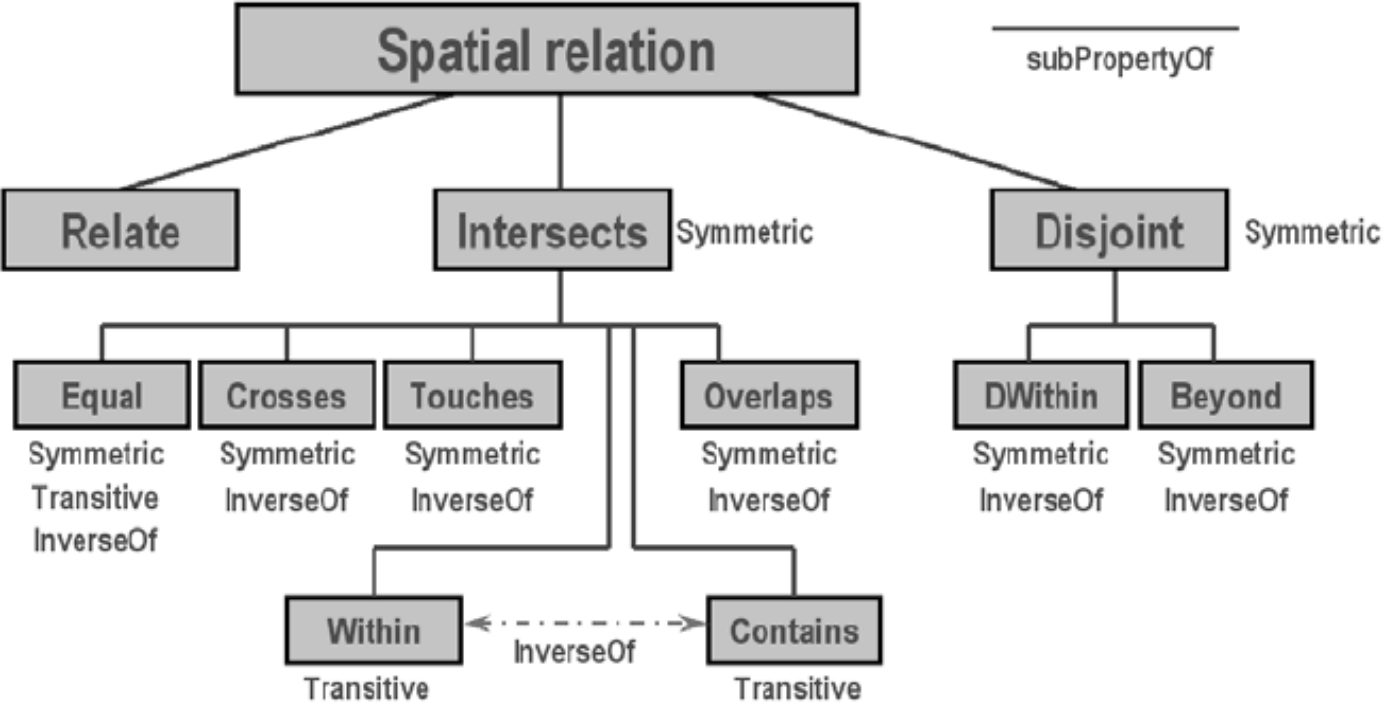 Spatial relation
subPropertyOf
Relate
Intersects
Symmetric
Disjoint
Symmetric
Equal
Crosses
Touches
Overlaps
DWithin
Beyond
Symmetric
Symmetric
Symmetric
Symmetric
Symmetric
Symmetric
Transitive
InverseOf
InverseOf
InverseOf
InverseOf
InverseOf
InverseOf
Within
InverseOf
Contains
Transitive
Transitive